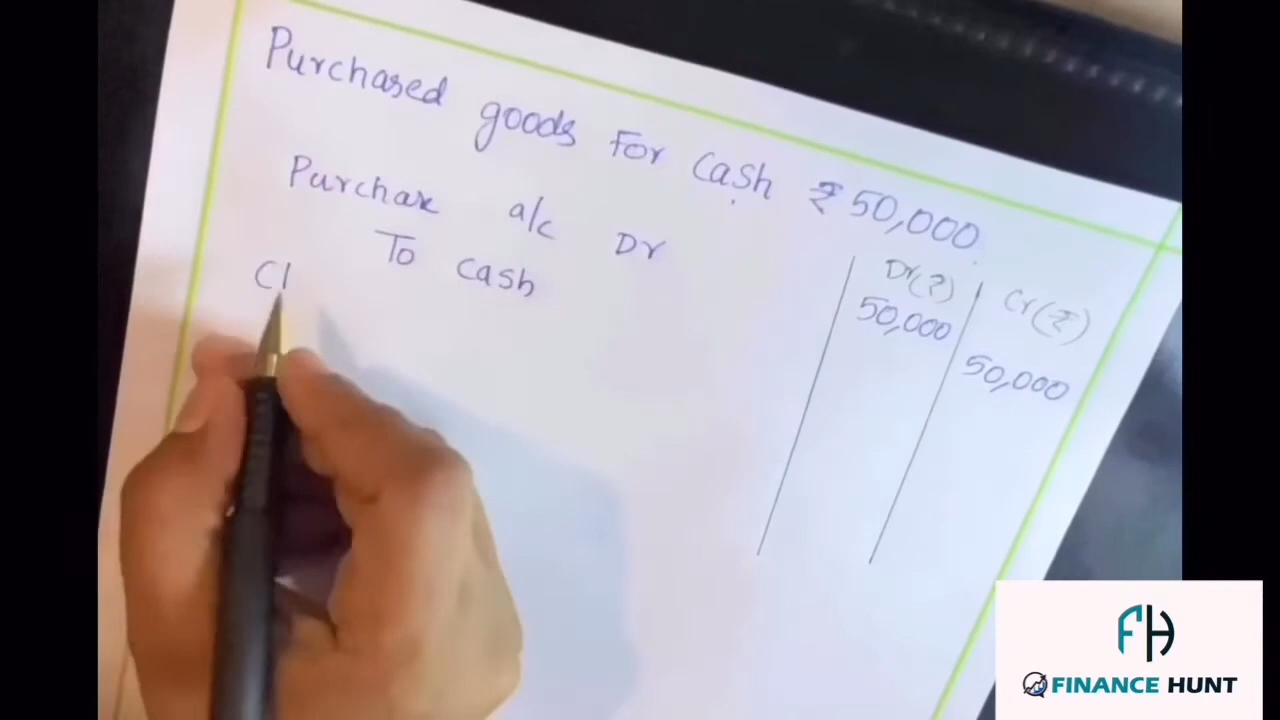 Purchased goods For Cash ₹ 50,000
Purchase a/c Dr
To cash
Cl
Dr(₹) Cr(₹)
50,000
50,000
FH
FINANCE HUNT